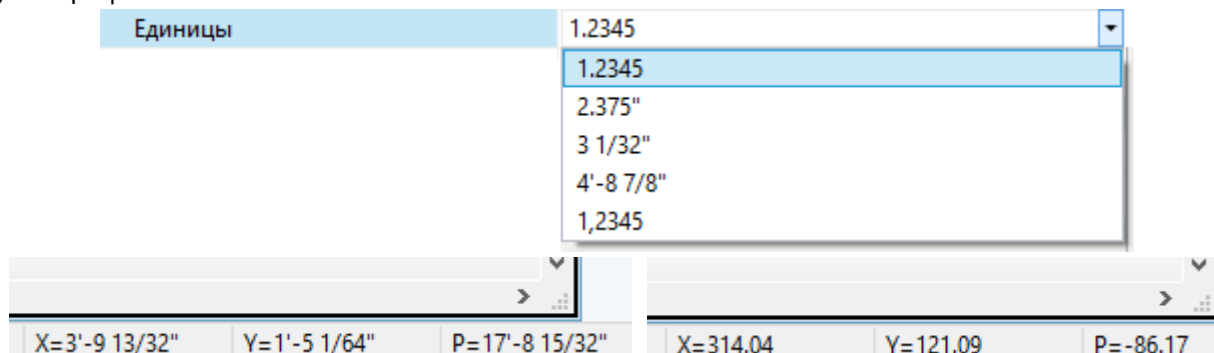 Единицы 1.2345
1.2345
2.375"
3 1/32"
4'-8 7/8"
1,2345
X=3'-9 13/32" Y=1'-5 1/64" P=17'-8 15/32" X=314.04 Y=121.09 P=-86.17